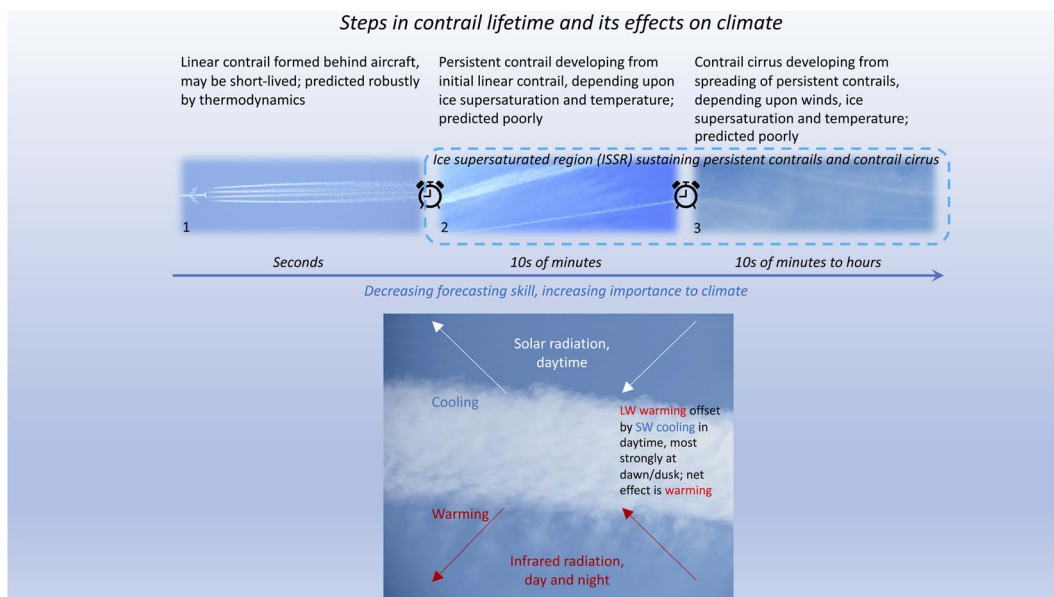 Steps in contrail lifetime and its effects on climate
Linear contrail formed behind aircraft,
may be short-lived; predicted robustly
by thermodynamics
Persistent contrail developing from
initial linear contrail, depending upon
ice supersaturation and temperature;
predicted poorly
Contrail cirrus developing from
spreading of persistent contrails,
depending upon winds, ice
supersaturation and temperature;
predicted poorly
Ice supersaturated region (ISSR) sustaining persistent contrails and contrail cirrus
1
2
3
Seconds
10s of minutes
10s of minutes to hours
Decreasing forecasting skill, increasing importance to climate
Solar radiation,
daytime
Cooling
LW warming offset
by SW cooling in
daytime, most
strongly at
dawn/dusk; net
effect is warming
Warming
Infrared radiation,
day and night